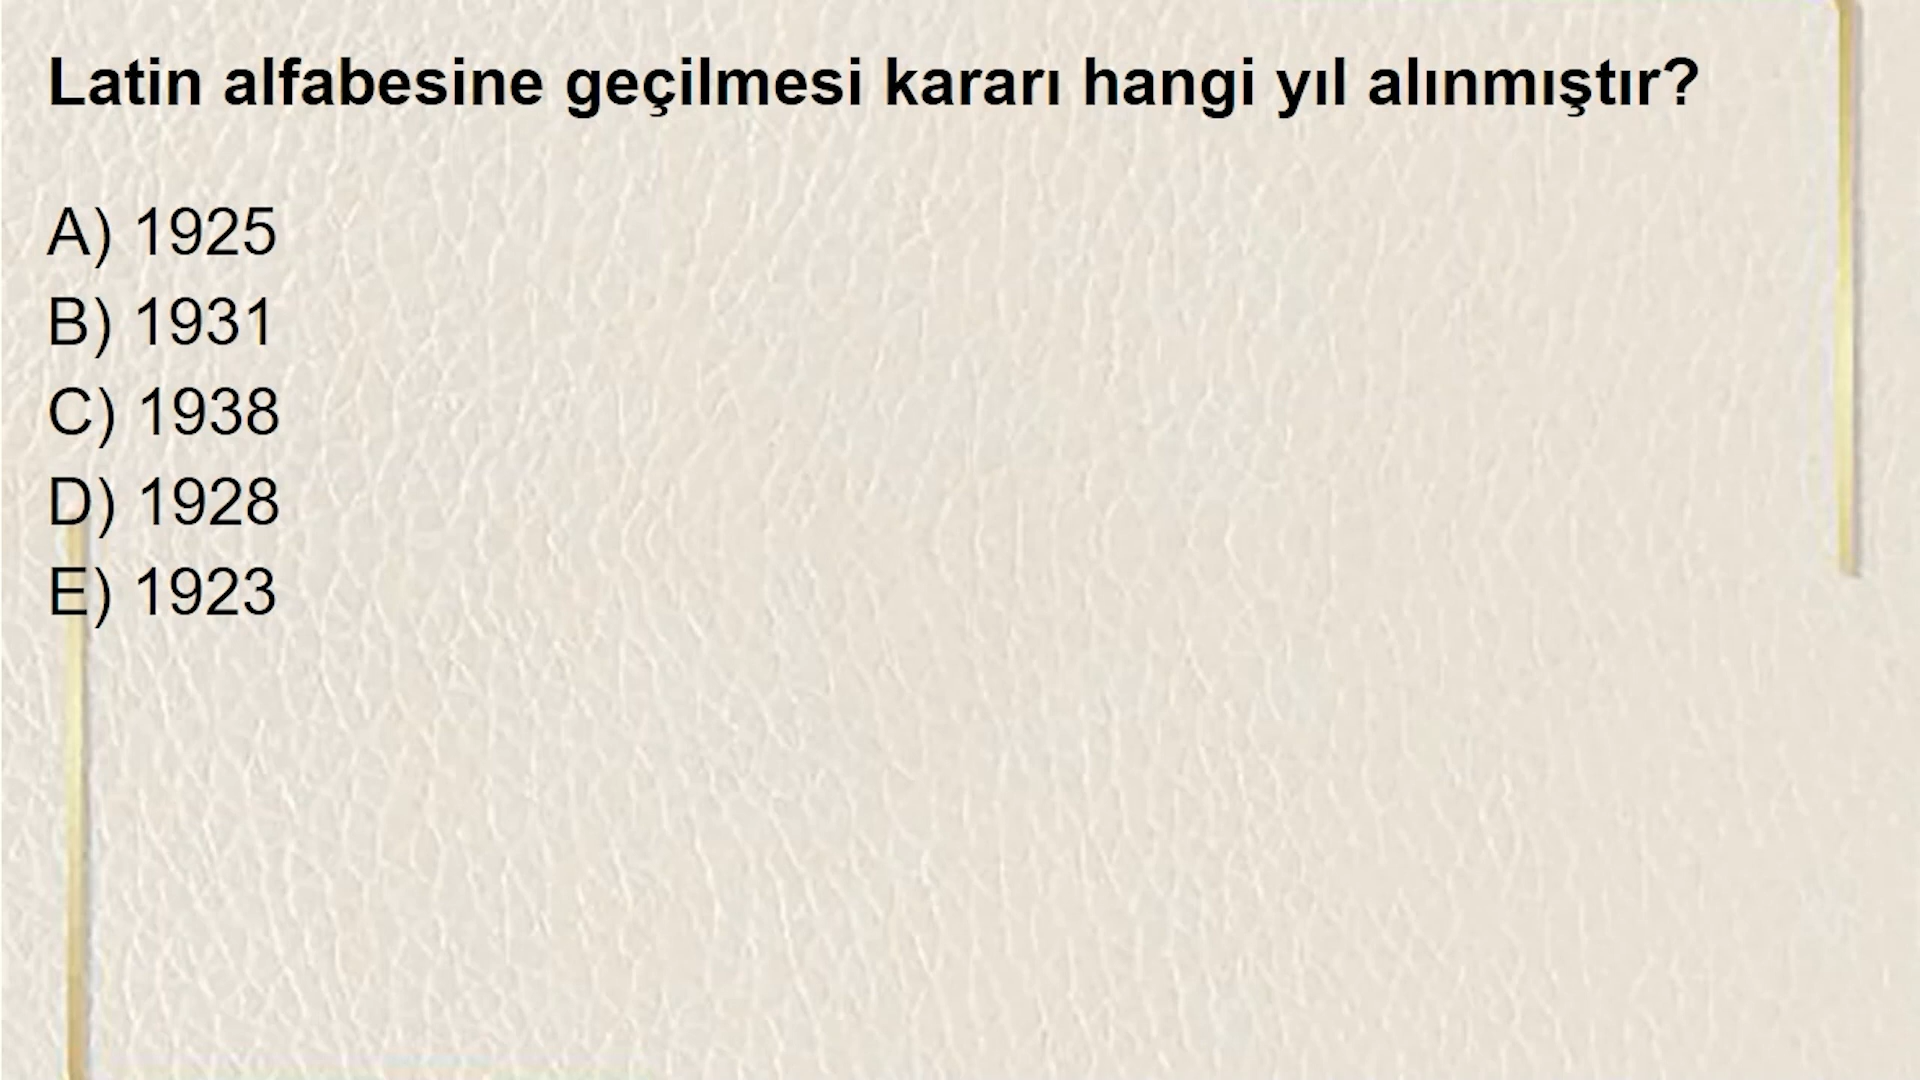 Latin alfabesine geçilmesi kararı hangi yıl alınmıştır?
A) 1925
B) 1931
C) 1938
D) 1928
E) 1923